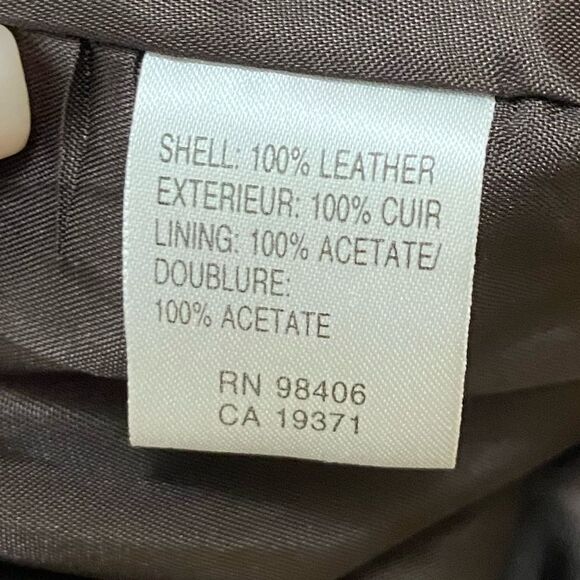 SHELL: 100% LEATHER
EXTERIEUR: 100% CUIR
LINING: 100% ACETATE/
DOUBLURE:
100% ACETATE
RN 98406
CA 19371